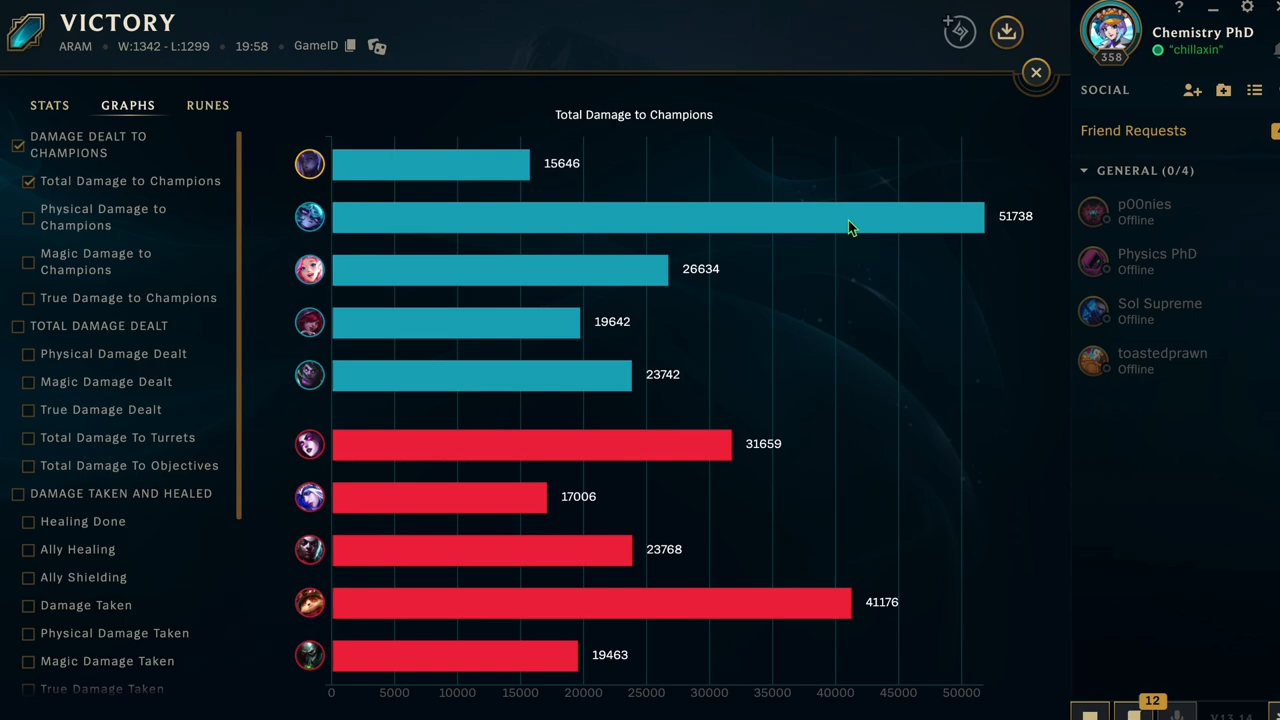 VICTORY
ARAM • W:1342 - L:1299 • 19:58 GameID
STATS GRAPHS RUNES
DAMAGE DEALT TO
CHAMPIONS
Total Damage to Champions
Physical Damage to
Champions
Magic Damage to
Champions
True Damage to Champions
TOTAL DAMAGE DEALT
Physical Damage Dealt
Magic Damage Dealt
True Damage Dealt
Total Damage To Turrets
Total Damage To Objectives
DAMAGE TAKEN AND HEALED
Healing Done
Ally Healing
Ally Shielding
Damage Taken
Physical Damage Taken
Magic Damage Taken
True Damage Taken
Total Damage to Champions
15646
51738
26634
19642
23742
31659
17006
23768
41176
19463
0 5000 10000 15000 20000 25000 30000 35000 40000 45000 50000
?
358
Chemistry PhD
"chillaxin"
SOCIAL
Friend Requests
GENERAL (0/4)
p00nies
Offline
Physics PhD
Offline
Sol Supreme
Offline
toastedprawn
Offline
12
V13.14